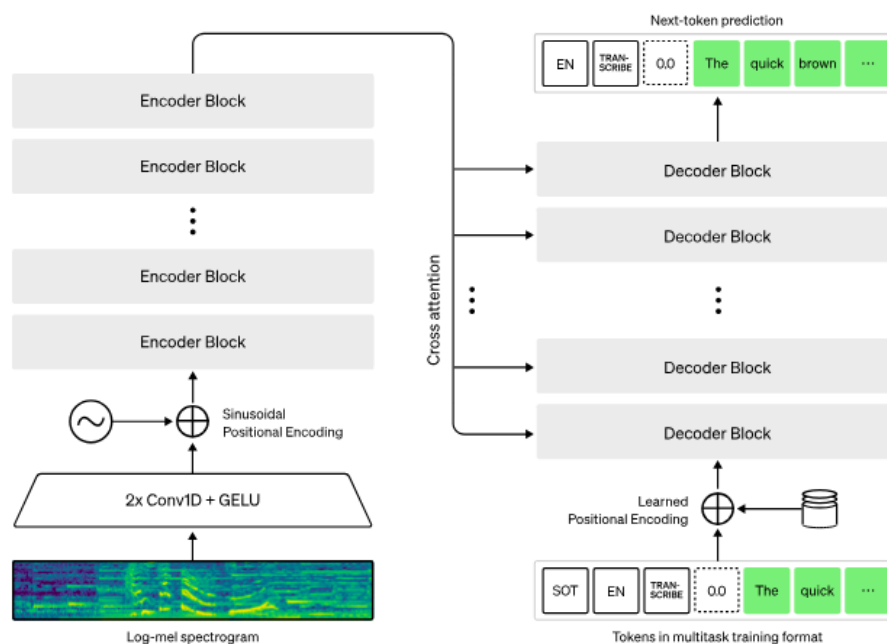 Next-token prediction
EN
TRAN-
SCRIBE
0.0
The
quick
brown
...
Encoder Block
Encoder Block
Encoder Block
Encoder Block
Sinusoidal
Positional Encoding
2x Conv1D + GELU
Log-mel spectrogram
Cross attention
Decoder Block
Decoder Block
Decoder Block
Decoder Block
Learned
Positional Encoding
SOT
EN
TRAN-
SCRIBE
0.0
The
quick
...
Tokens in multitask training format